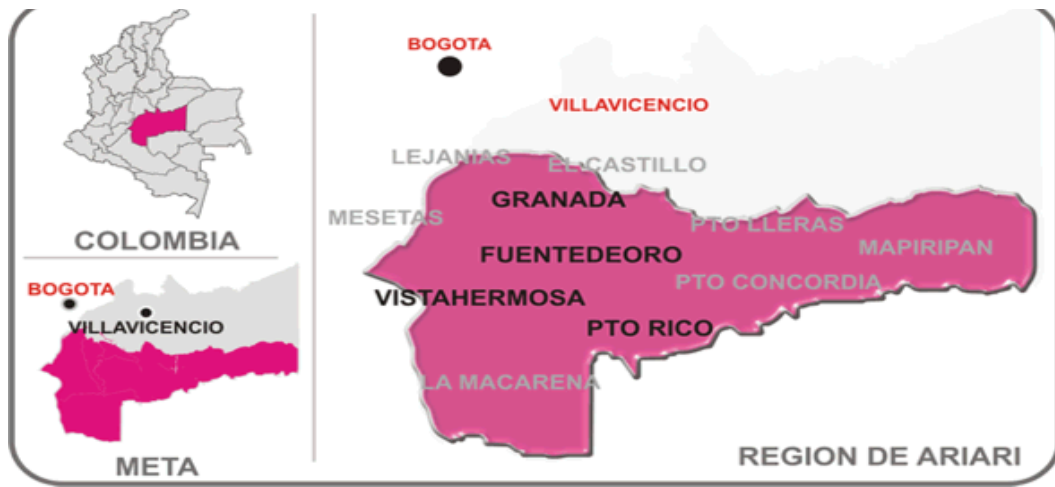 COLOMBIA
BOGOTA
VILLAVICENCIO
META
BOGOTA
VILLAVICENCIO
LEJANIAS
EL CASTILLO
GRANADA
MESETAS
PTO LLERAS
MAPIRIPAN
FUENTEDEORO
PTO CONCORDIA
VISTAHERMOSA
PTO RICO
LA MACARENA
REGION DE ARIARI